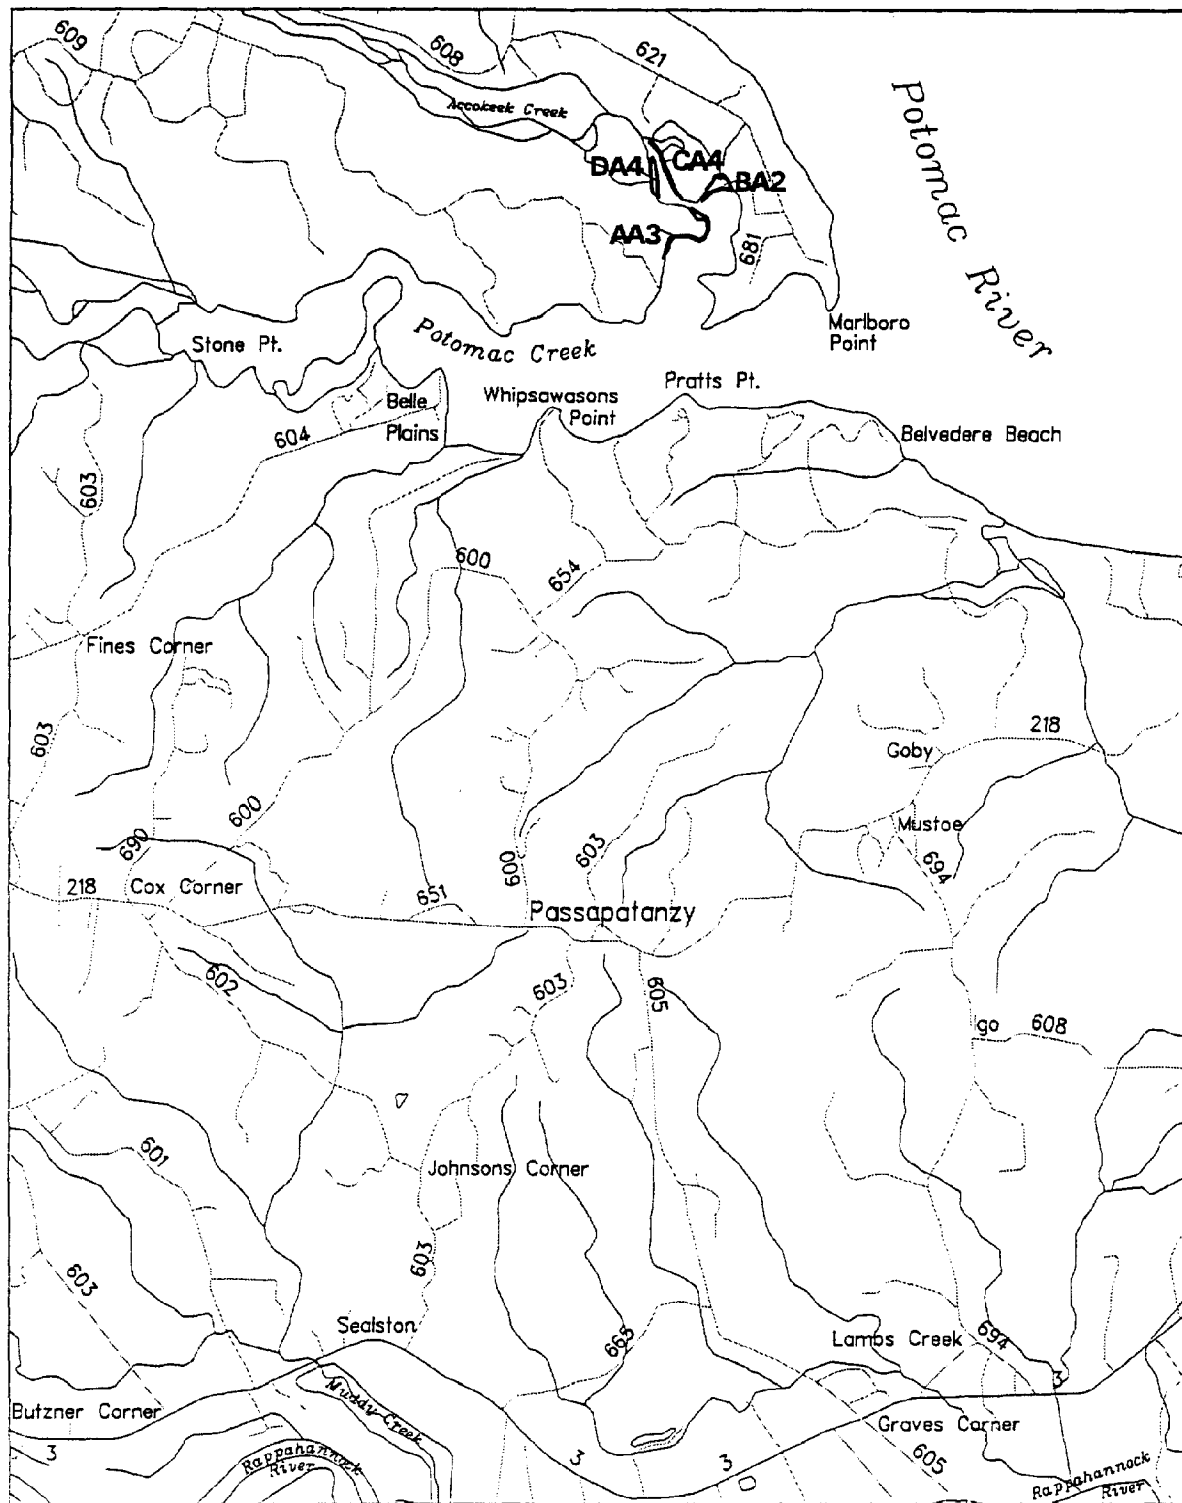 609
608
621
Accokeek Creek
Potomac River
DA4
CA4
BA2
AA3
681
Marlboro
Point
Stone Pt.
Potomac Creek
Pratts Pt.
Whipsawasons
Point
Belle
Plains
604
Belvedere Beach
603
600
654
Fines Corner
603
218
Goby
600
Mustoe
690
603
609
694
218
Cox Corner
651
Passapatanzy
602
603
605
go
608
601
Johnsons Corner
603
603
Sealston
665
Lambs Creek
694
3
Butzner Corner
Muddy Creek
Graves Corner
3
Rappahannock
River
3
3
605
Rappahannock
River